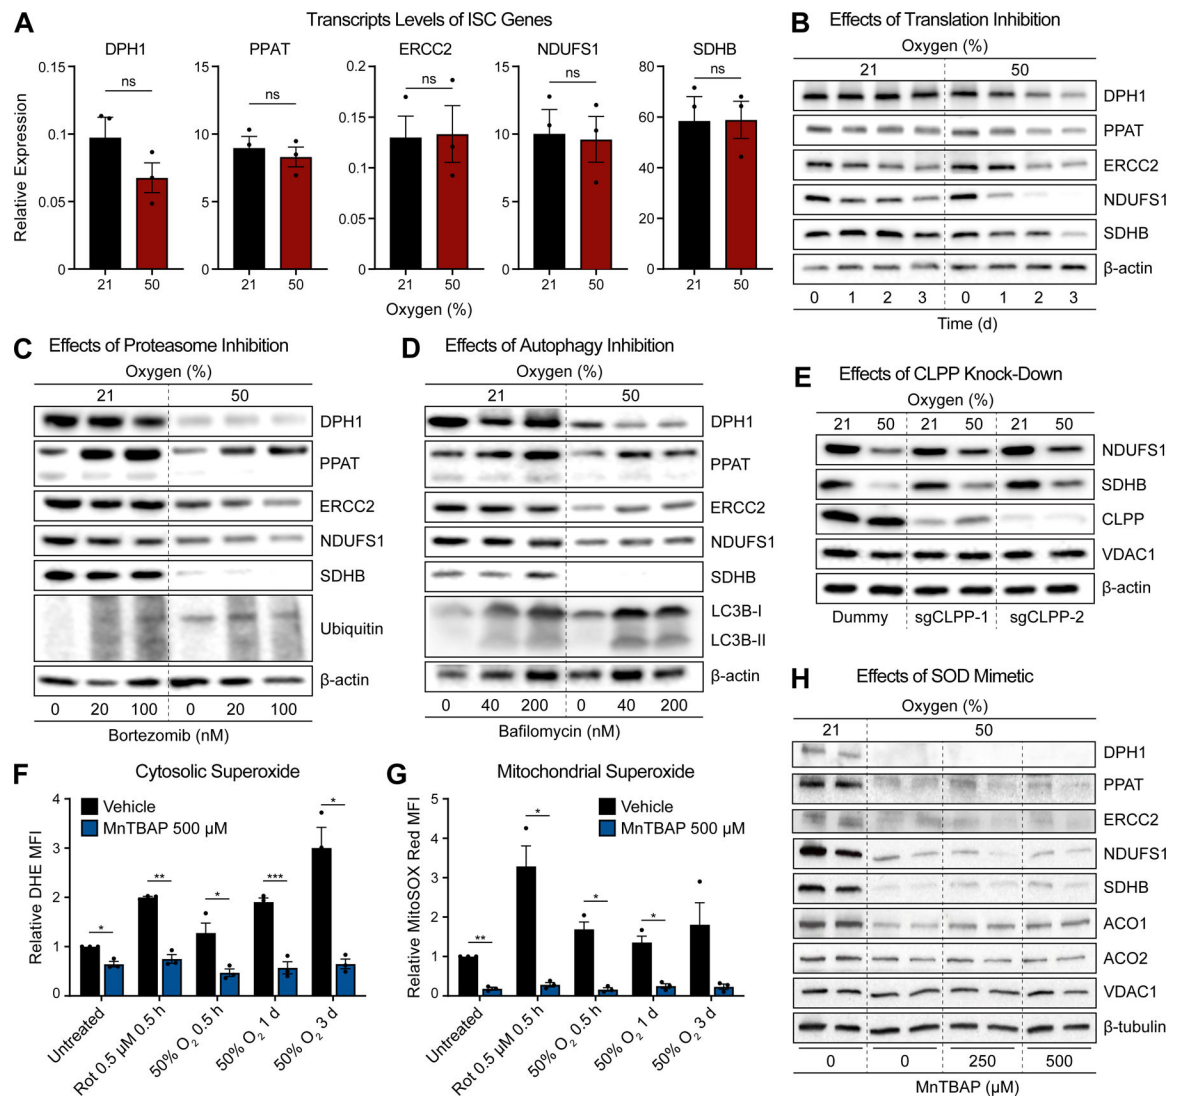 A
Transcripts Levels of ISC Genes
DPH1 PPAT ERCC2 NDUFS1 SDHB
Relative Expression
0.15 15 0.2 15 80
0.1 10 0.15 10 60
0.05 5 0.1 5 40
0.05 20
0 0 0 0 0
ns ns ns ns ns
21 50 21 50 21 50 21 50 21 50
Oxygen (%)
B
Effects of Translation Inhibition
Oxygen (%)
21 50
DPH1
PPAT
ERCC2
NDUFS1
SDHB
β-actin
0 1 2 3 0 1 2 3
Time (d)
C
Effects of Proteasome Inhibition
Oxygen (%)
21 50
DPH1
PPAT
ERCC2
NDUFS1
SDHB
Ubiquitin
β-actin
0 20 100 0 20 100
Bortezomib (nM)
D
Effects of Autophagy Inhibition
Oxygen (%)
21 50
DPH1
PPAT
ERCC2
NDUFS1
SDHB
LC3B-I
LC3B-II
β-actin
0 40 200 0 40 200
Bafilomycin (nM)
E
Effects of CLPP Knock-Down
Oxygen (%)
21 50 21 50 21 50
NDUFS1
SDHB
CLPP
VDAC1
β-actin
Dummy sgCLPP-1 sgCLPP-2
F
Cytosolic Superoxide
Relative DHE MFI
4
3
2
1
0
Vehicle
MnTBAP 500 µM
* ** * *** *
Untreated
Rot 0.5 µM 0.5 h
50% O2 0.5 h
50% O2 1 d
50% O2 3 d
G
Mitochondrial Superoxide
Relative MitoSOX Red MFI
5
4
3
2
1
0
Vehicle
MnTBAP 500 µM
** * * *
Untreated
Rot 0.5 µM 0.5 h
50% O2 0.5 h
50% O2 1 d
50% O2 3 d
H
Effects of SOD Mimetic
Oxygen (%)
21 50
DPH1
PPAT
ERCC2
NDUFS1
SDHB
ACO1
ACO2
VDAC1
β-tubulin
0 0 250 500
MnTBAP (µM)